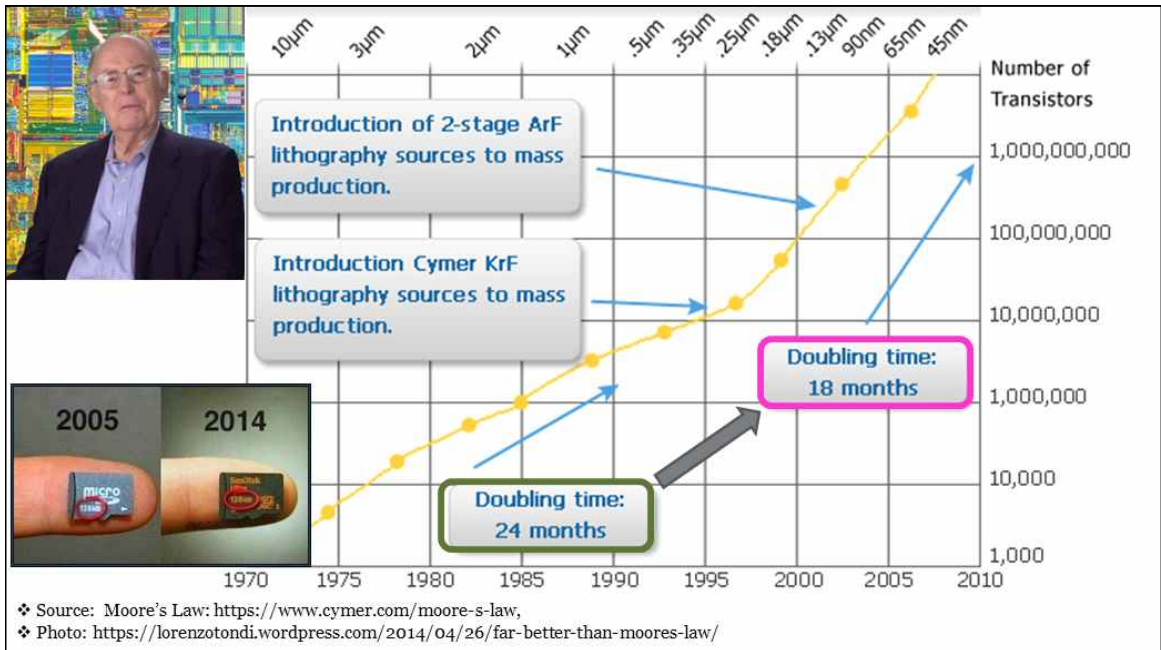 10µm 3µm 2µm 1µm .5µm .35µm .25µm .18µm .13µm 90nm 65nm 45nm
Number of
Transistors
Introduction of 2-stage ArF
lithography sources to mass
production.
1,000,000,000
100,000,000
Introduction Cymer KrF
lithography sources to mass
production.
10,000,000
Doubling time:
18 months
1,000,000
2005 2014
micro
SanDisk
10,000
Doubling time:
24 months
1,000
1970 1975 1980 1985 1990 1995 2000 2005 2010
❖ Source: Moore's Law: https://www.cymer.com/moore-s-law,
❖ Photo: https://lorenzotondi.wordpress.com/2014/04/26/far-better-than-moores-law/